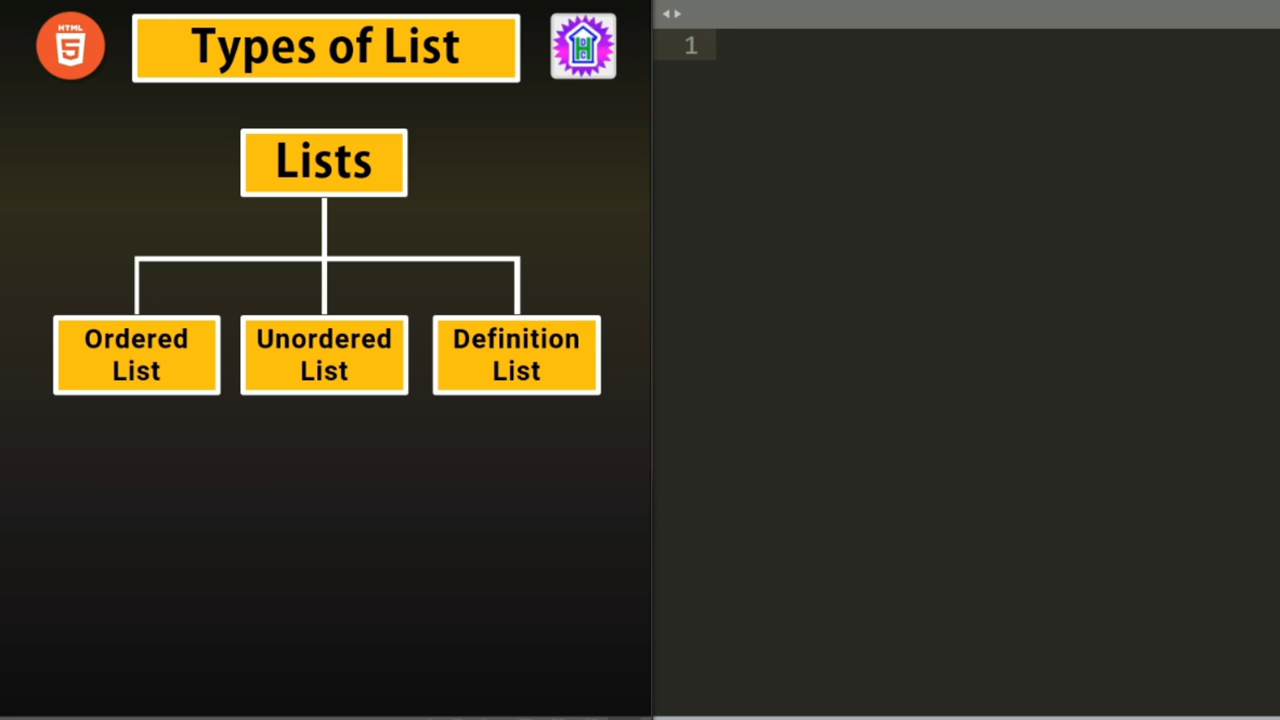 HTML
5
Types of List
Lists
Ordered
List
Unordered
List
Definition
List
1